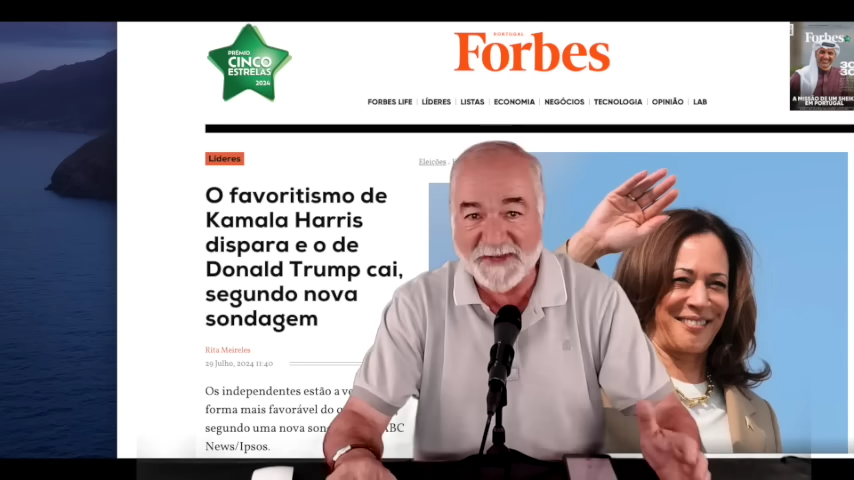 PRÉMIO
CINCO
ESTRELAS
2024
PORTUGAL
Forbes
FORBES LIFE
LÍDERES
LISTAS
ECONOMIA
NEGÓCIOS
TECNOLOGIA
OPINIÃO
LAB
Forbes
30
A MISSÃO DE UM SHEIK
EM PORTUGAL
Líderes
Eleições
O favoritismo de
Kamala Harris
dispara e o de
Donald Trump cai,
segundo nova
sondagem
Rita Meireles
29 Julho, 2024 11:40
Os independentes estão a
forma mais favorável do
segundo uma nova
News/Ipsos.